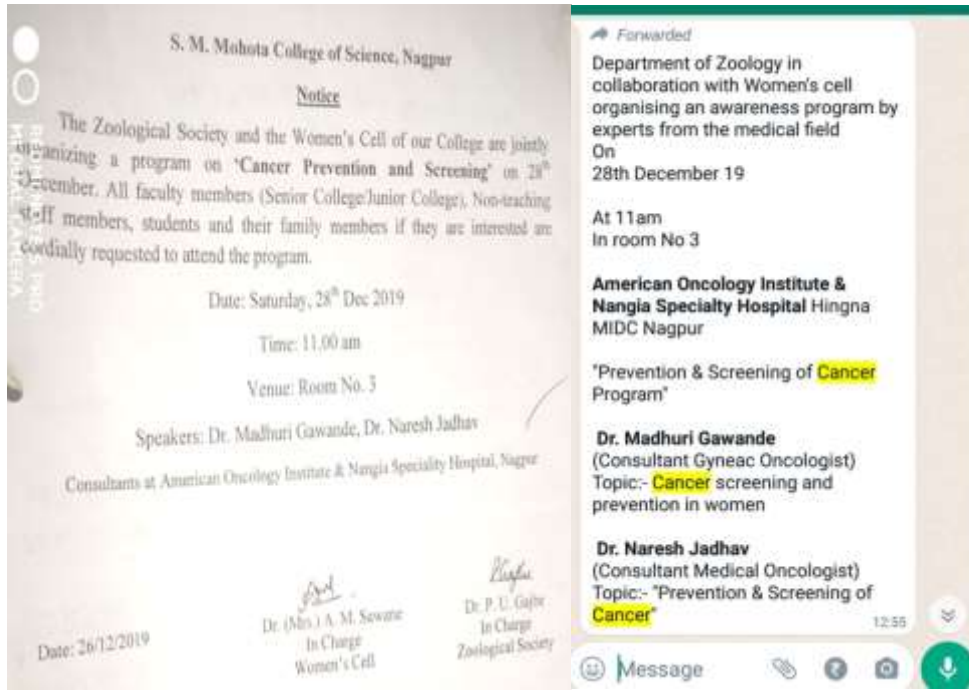 S. M. Mohota College of Science, Nagpur
Notice
The Zoological Society and the Women's Cell of our College are jointly
organizing a program on 'Cancer Prevention and Screening' on 28th
December. All faculty members (Senior College/Junior College), Non-teaching
staff members, students and their family members if they are interested are
cordially requested to attend the program.
Date: Saturday, 28th Dec 2019
Time: 11.00 am
Venue: Room No. 3
Speakers: Dr. Madhuri Gawande, Dr. Naresh Jadhav
Consultants at American Oncology Institute & Nangia Speciality Hospital, Nagpur
Dr. (Mrs.) A. M. Sewane
In Charge
Women's Cell
Dr. P. U. Gajbe
In Charge
Zoological Society
Date: 26/12/2019
Forwarded
Department of Zoology in
collaboration with Women's cell
organising an awareness program by
experts from the medical field
On
28th December 19
At 11am
In room No 3
American Oncology Institute &
Nangia Specialty Hospital Hingna
MIDC Nagpur
"Prevention & Screening of Cancer
Program"
Dr. Madhuri Gawande
(Consultant Gyneac Oncologist)
Topic:- Cancer screening and
prevention in women
Dr. Naresh Jadhav
(Consultant Medical Oncologist)
Topic:- "Prevention & Screening of
Cancer"
12:55
Message